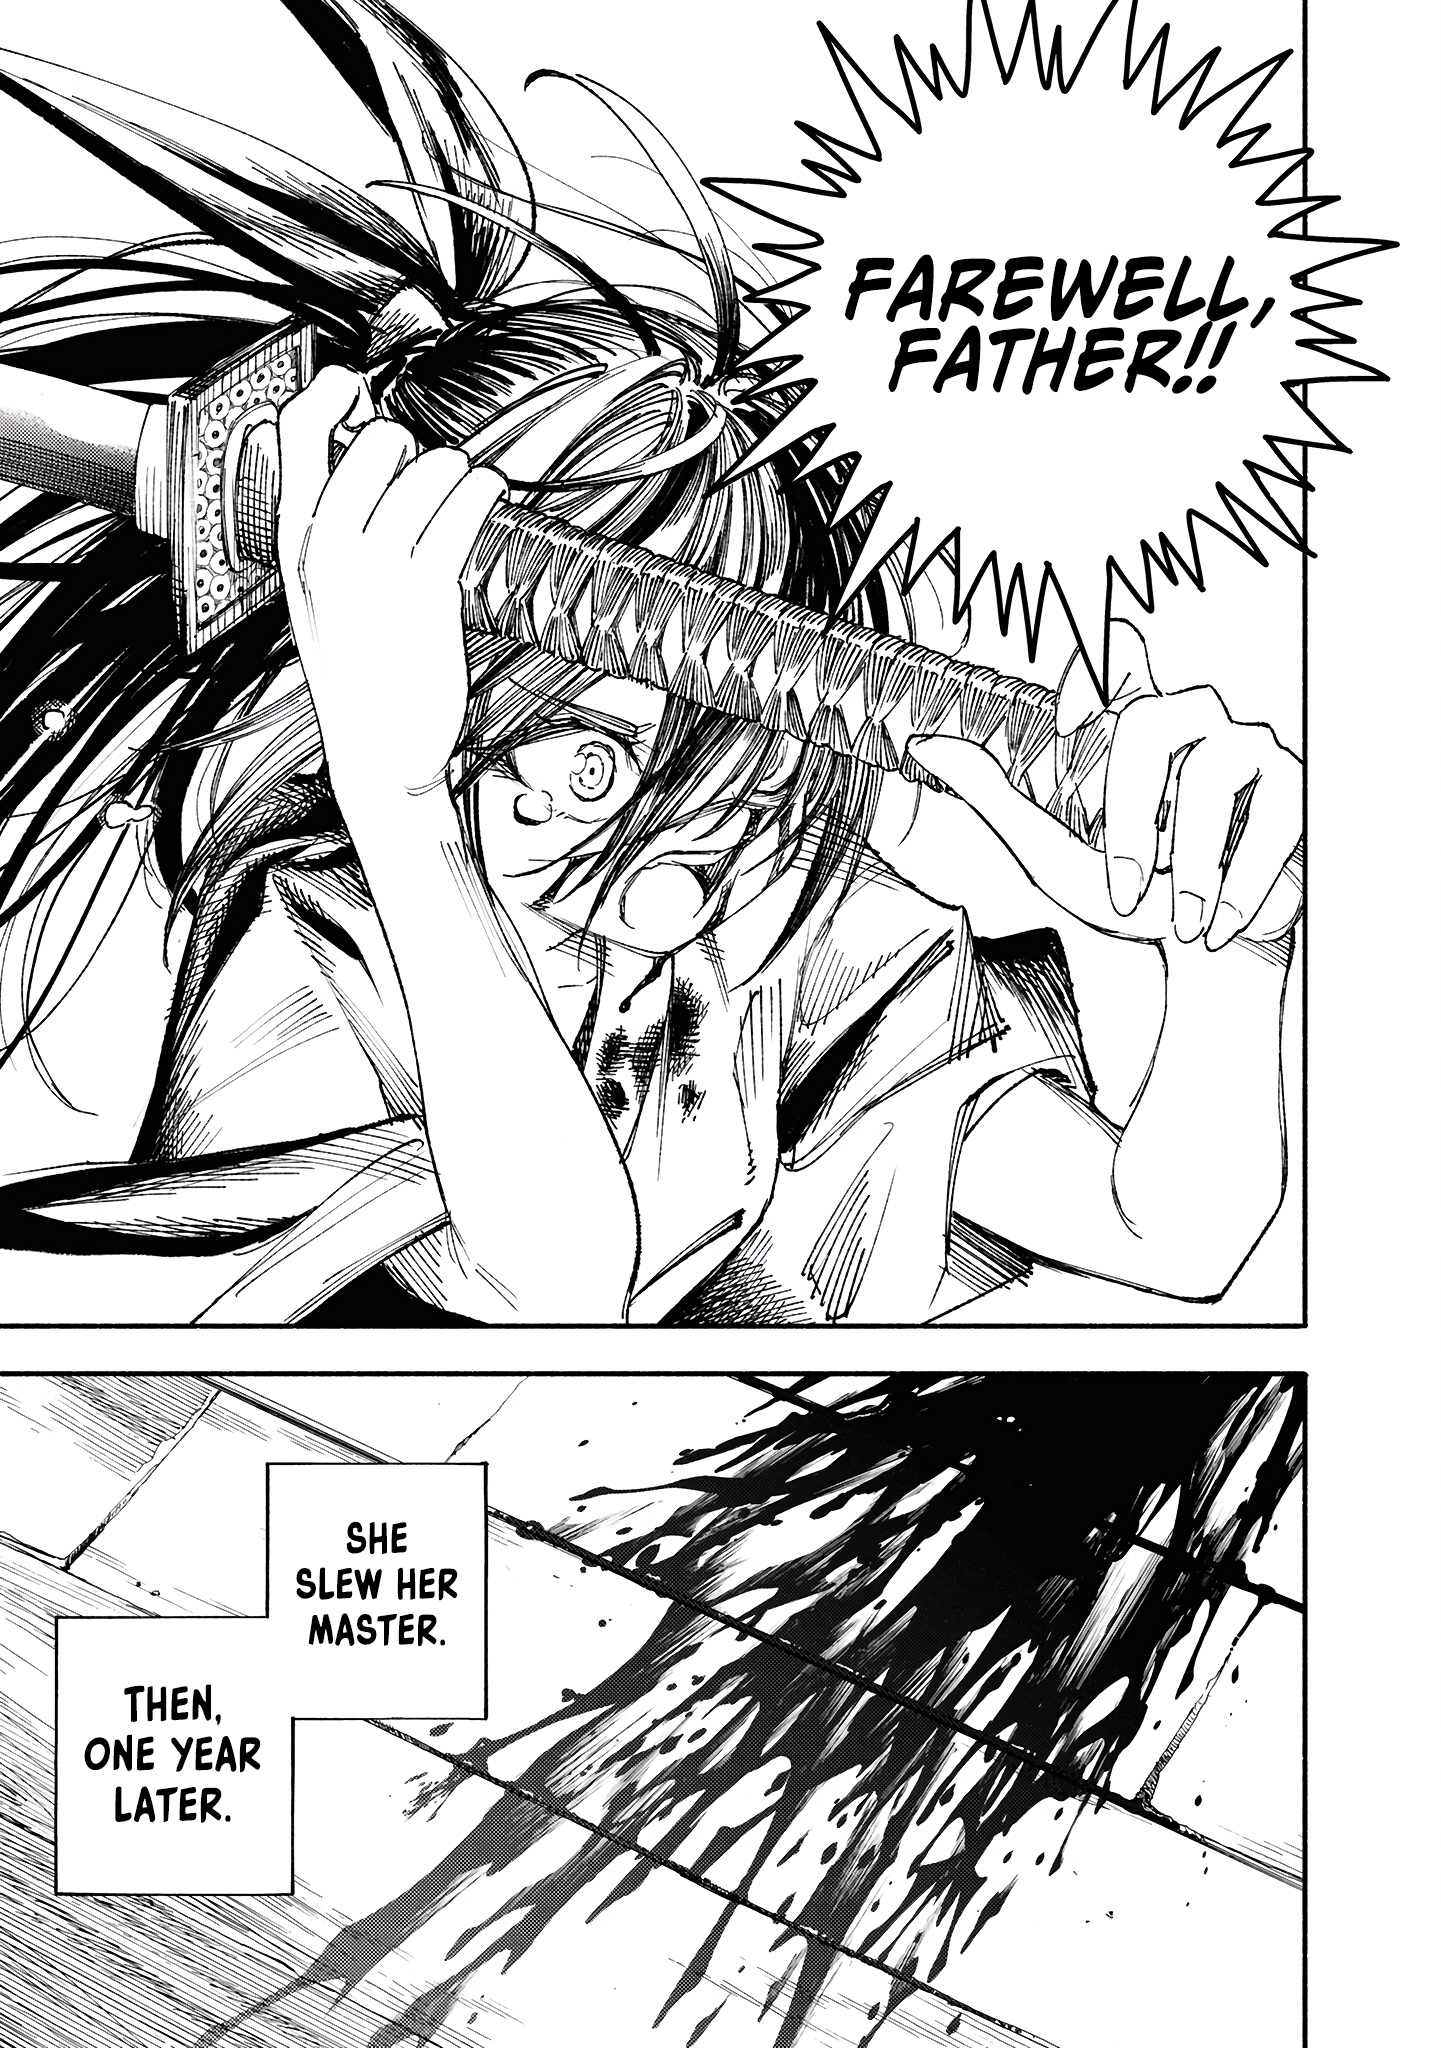 FAREWELL,
FATHER!!
SHE
SLEW HER
MASTER.
THEN,
ONE YEAR
LATER.